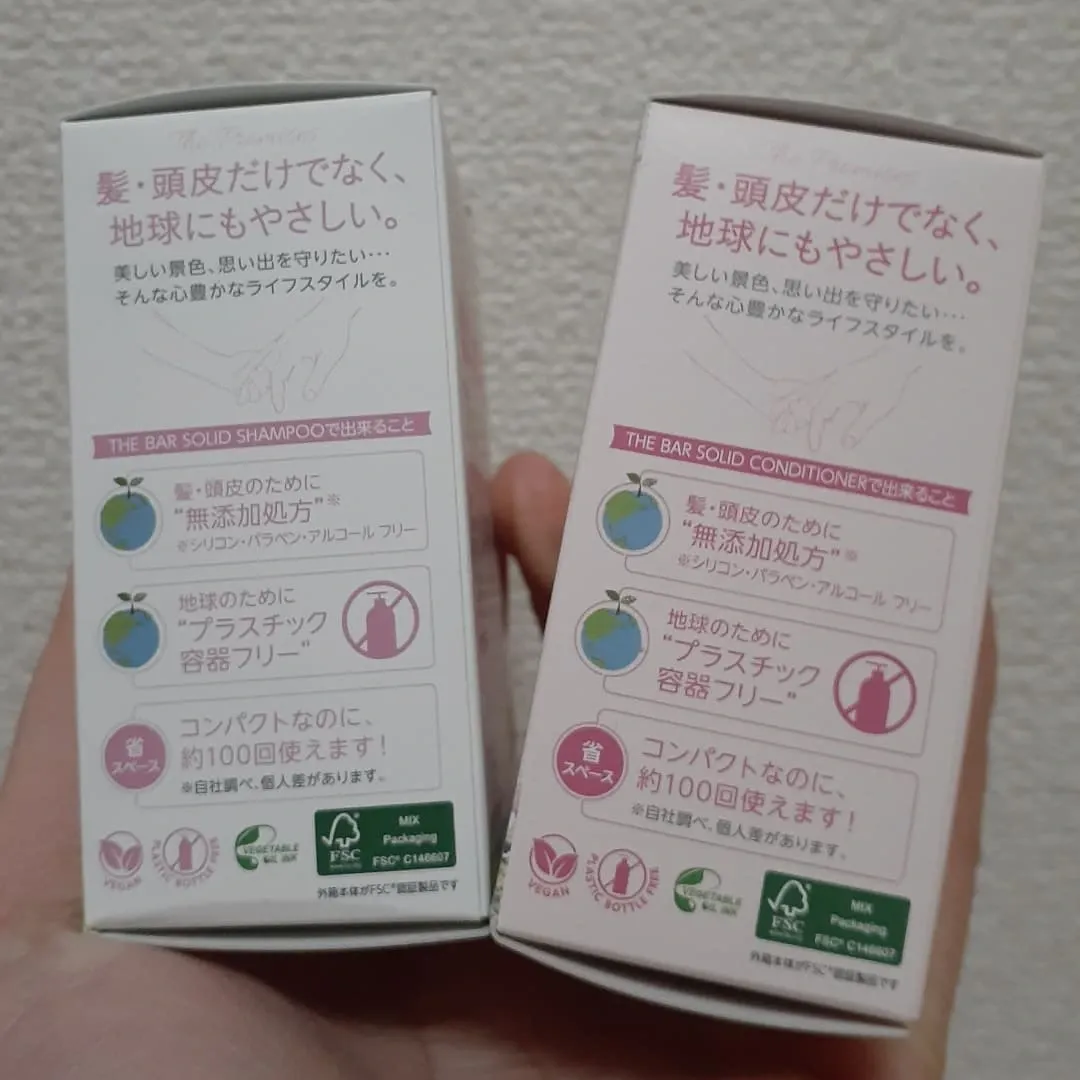 The Promises
髪・頭皮だけでなく、
地球にもやさしい。
美しい景色、思い出を守りたい…
そんな心豊かなライフスタイルを。
THE BAR SOLID SHAMPOOで出来ること
髪・頭皮のために
"無添加処方"※
※シリコン・パラベン・アルコール フリー
地球のために
"プラスチック
容器フリー"
省
スペース
コンパクトなのに、
約100回使えます!
※自社調べ、個人差があります。
VEGAN
PLASTIC BOTTLE FREE
VEGETABLE
OIL INK
FSC
MIX
Packaging
FSC® C146607
外箱本体がFSC®認証製品です
The Promises
髪・頭皮だけでなく、
地球にもやさしい。
美しい景色、思い出を守りたい…
そんな心豊かなライフスタイルを。
THE BAR SOLID CONDITIONERで出来ること
髪・頭皮のために
"無添加処方"※
※シリコン・パラベン・アルコール フリー
地球のために
"プラスチック
容器フリー"
省
スペース
コンパクトなのに、
約100回使えます!
※自社調べ、個人差があります。
VEGAN
PLASTIC BOTTLE FREE
VEGETABLE
OIL INK
FSC
MIX
Packaging
FSC® C146607
外箱本体がFSC®認証製品です